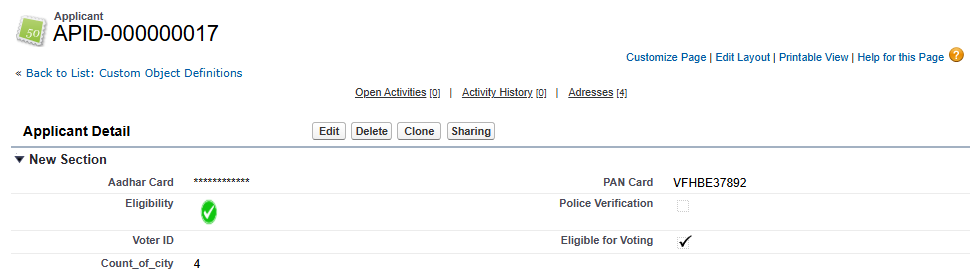 Applicant
APID-000000017
Customize Page | Edit Layout | Printable View | Help for this Page ?
« Back to List: Custom Object Definitions
Open Activities [0] | Activity History [0] | Adresses [4]
Applicant Detail Edit Delete Clone Sharing
New Section
Aadhar Card ************ PAN Card VFHBE37892
Eligibility Police Verification
Voter ID Eligible for Voting
Count_of_city 4